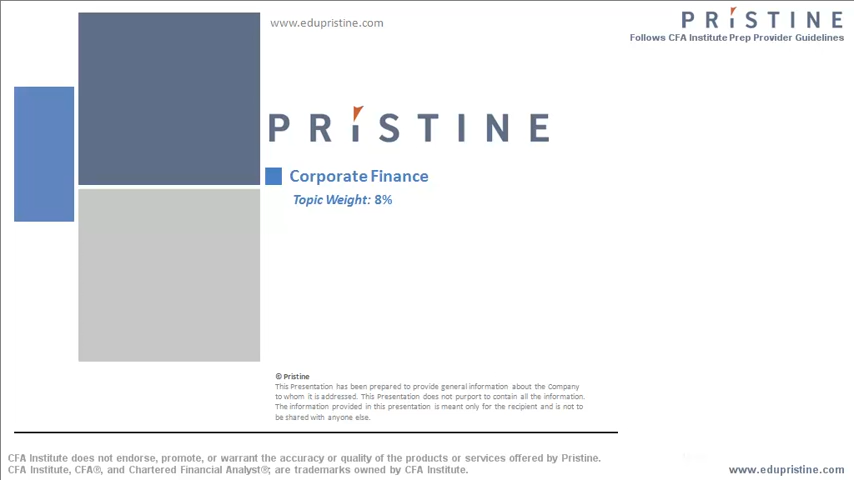 www.edupristine.com
PRISTINE
Follows CFA Institute Prep Provider Guidelines
PRISTINE
Corporate Finance
Topic Weight: 8%
© Pristine
This Presentation has been prepared to provide general information about the Company
to whom it is addressed. This Presentation does not purport to contain all the information.
The information provided in this presentation is meant only for the recipient and is not to
be shared with anyone else.
CFA Institute does not endorse, promote, or warrant the accuracy or quality of the products or services offered by Pristine.
CFA Institute, CFA®, and Chartered Financial Analyst®; are trademarks owned by CFA Institute.
www.edupristine.com